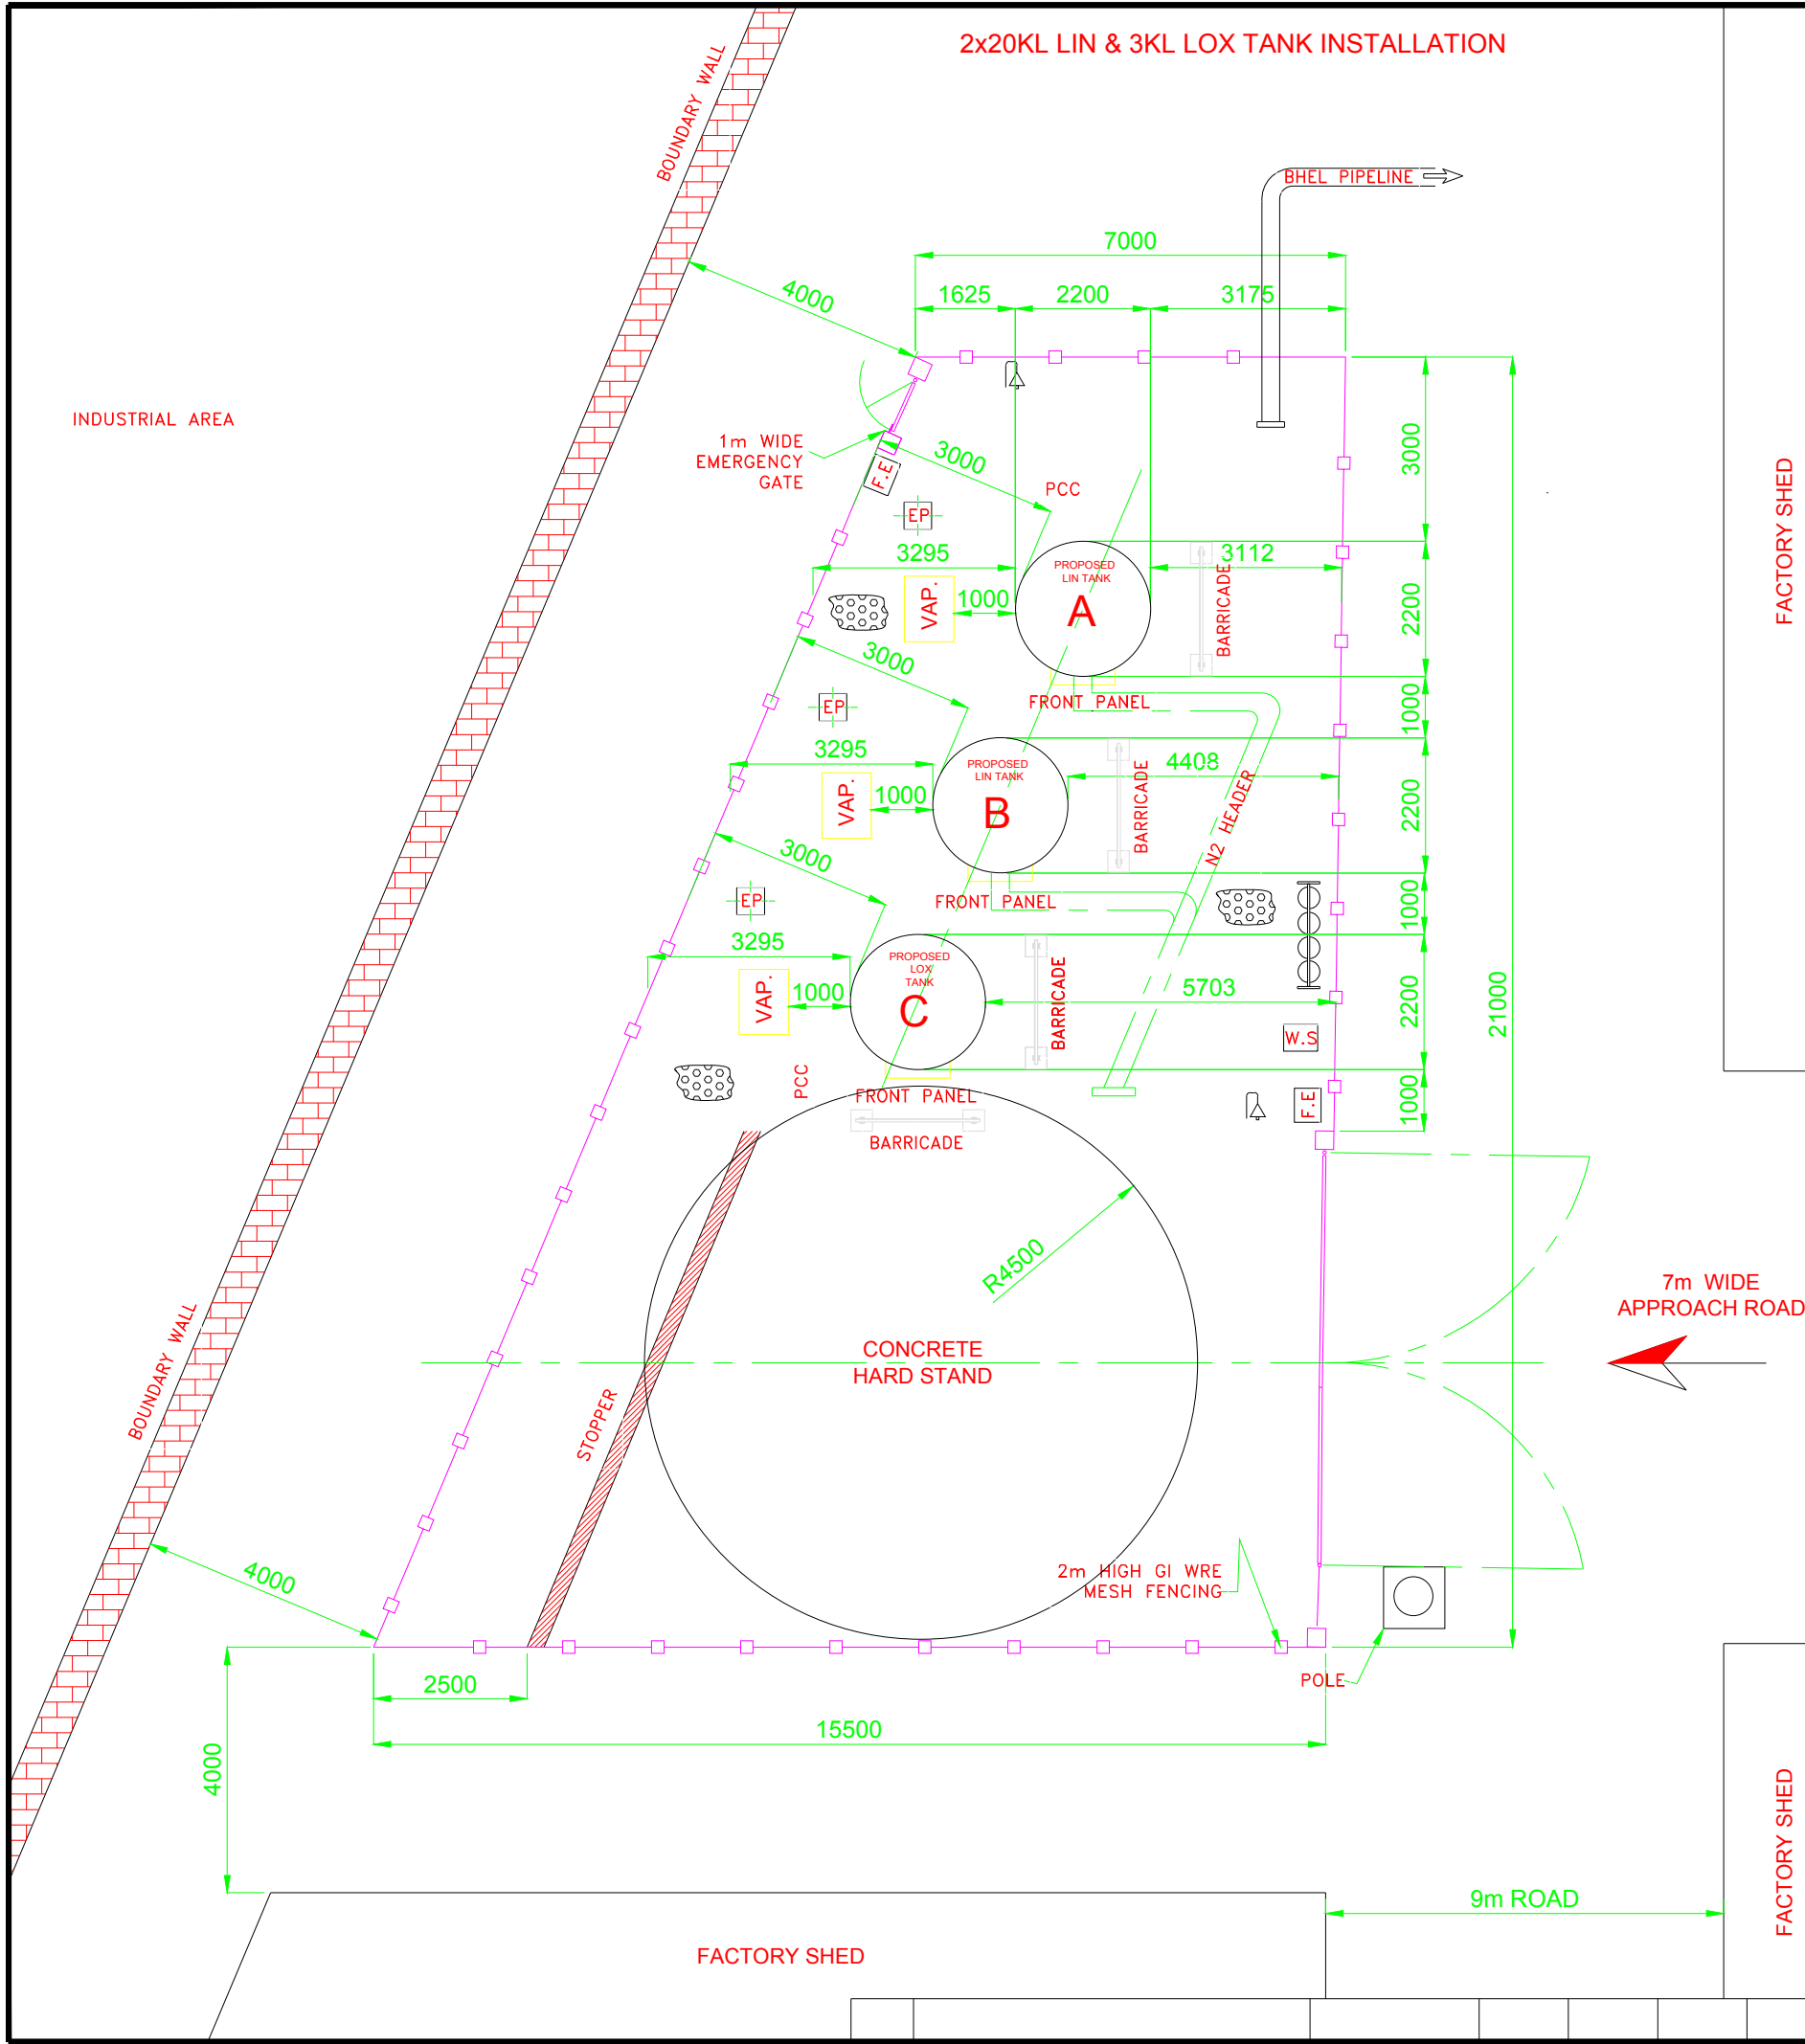 2x20KL LIN & 3KL LOX TANK INSTALLATION
BOUNDARY WALL
BHEL PIPELINE
7000
4000
1625
2200
3175
INDUSTRIAL AREA
1m WIDE
EMERGENCY
GATE
F.E
3000
PCC
3000
FACTORY SHED
EP
3295
3112
PROPOSED
LIN TANK
A
VAP.
1000
BARRICADE
2200
3000
FRONT PANEL
1000
EP
3295
4408
PROPOSED
LIN TANK
B
VAP.
1000
BARRICADE
N2 HEADER
2200
3000
FRONT PANEL
1000
EP
3295
5703
PROPOSED
LOX
TANK
C
VAP.
1000
BARRICADE
2200
21000
W.S
PCC
FRONT PANEL
F.E
1000
BARRICADE
R4500
7m WIDE
APPROACH ROAD
CONCRETE
HARD STAND
BOUNDARY WALL
STOPPER
4000
2m HIGH GI WRE
MESH FENCING
POLE
2500
15500
4000
9m ROAD
FACTORY SHED
FACTORY SHED